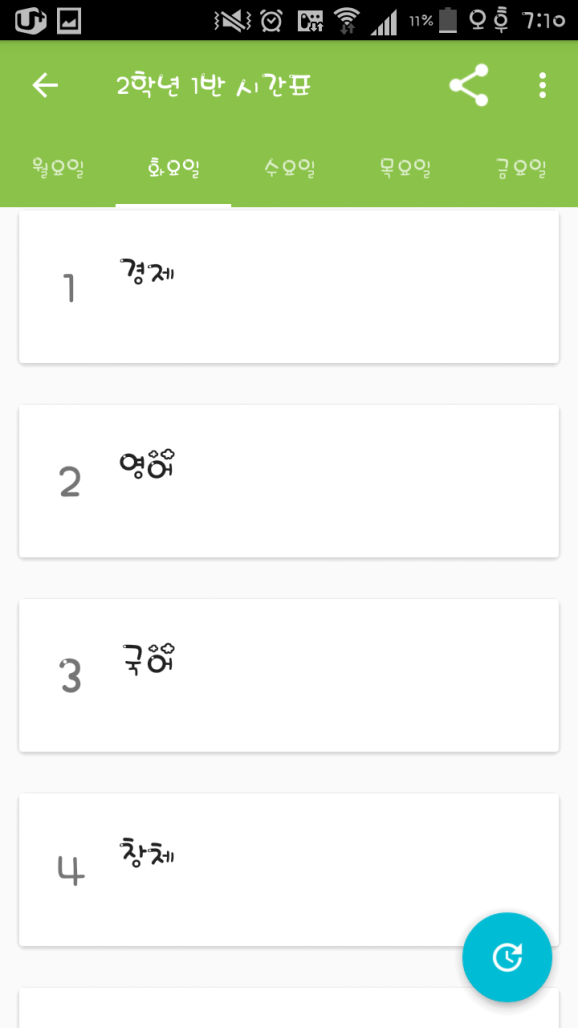 11% 오후 7:10
2학년 1반 시간표
월요일 화요일 수요일 목요일 금요일
1 경제
2 영어
3 국어
4 창체